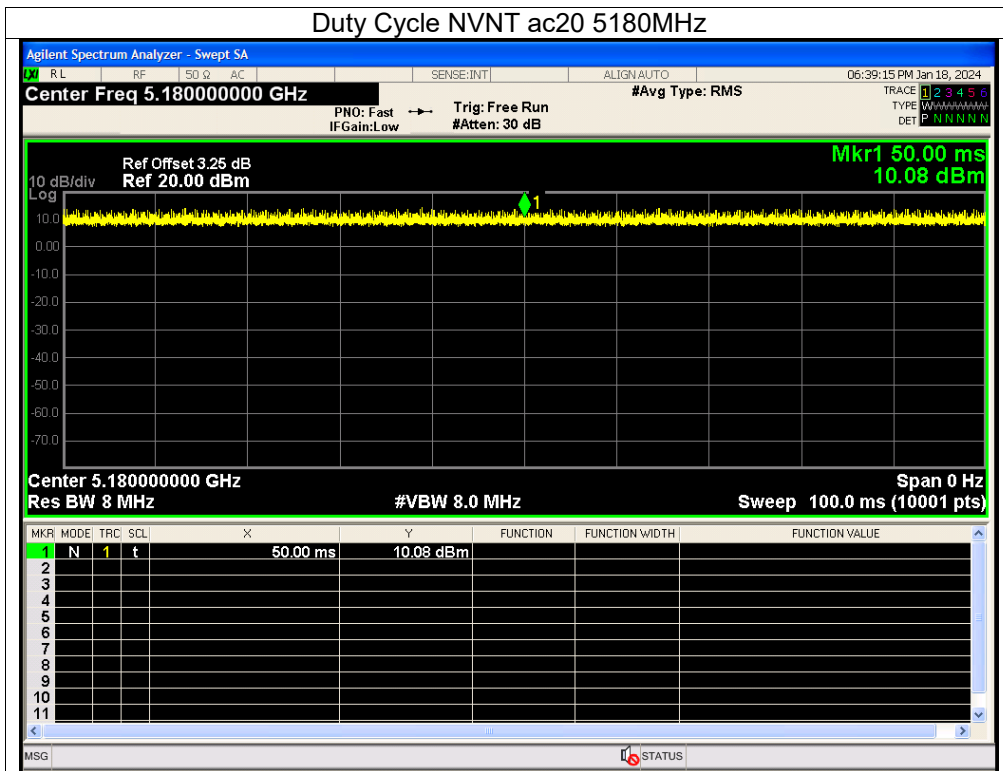 Duty Cycle NVNT ac20 5180MHz
Agilent Spectrum Analyzer - Swept SA
LXI RL RF 50 Ω AC SENSE:INT ALIGN AUTO 06:39:15 PM Jan 18, 2024
Center Freq 5.180000000 GHz #Avg Type: RMS TRACE 1 2 3 4 5 6
PNO: Fast Trig: Free Run TYPE WWWWWW
IFGain:Low #Atten: 30 dB DET P N N N N N
Mkr1 50.00 ms
Ref Offset 3.25 dB
10 dB/div Ref 20.00 dBm 10.08 dBm
Log
1
10.0
0.00
-10.0
-20.0
-30.0
-40.0
-50.0
-60.0
-70.0
Center 5.180000000 GHz Span 0 Hz
Res BW 8 MHz #VBW 8.0 MHz Sweep 100.0 ms (10001 pts)
MKR MODE TRC SCL X Y FUNCTION FUNCTION WIDTH FUNCTION VALUE
1 N 1 t 50.00 ms 10.08 dBm
2
3
4
5
6
7
8
9
10
11
MSG STATUS